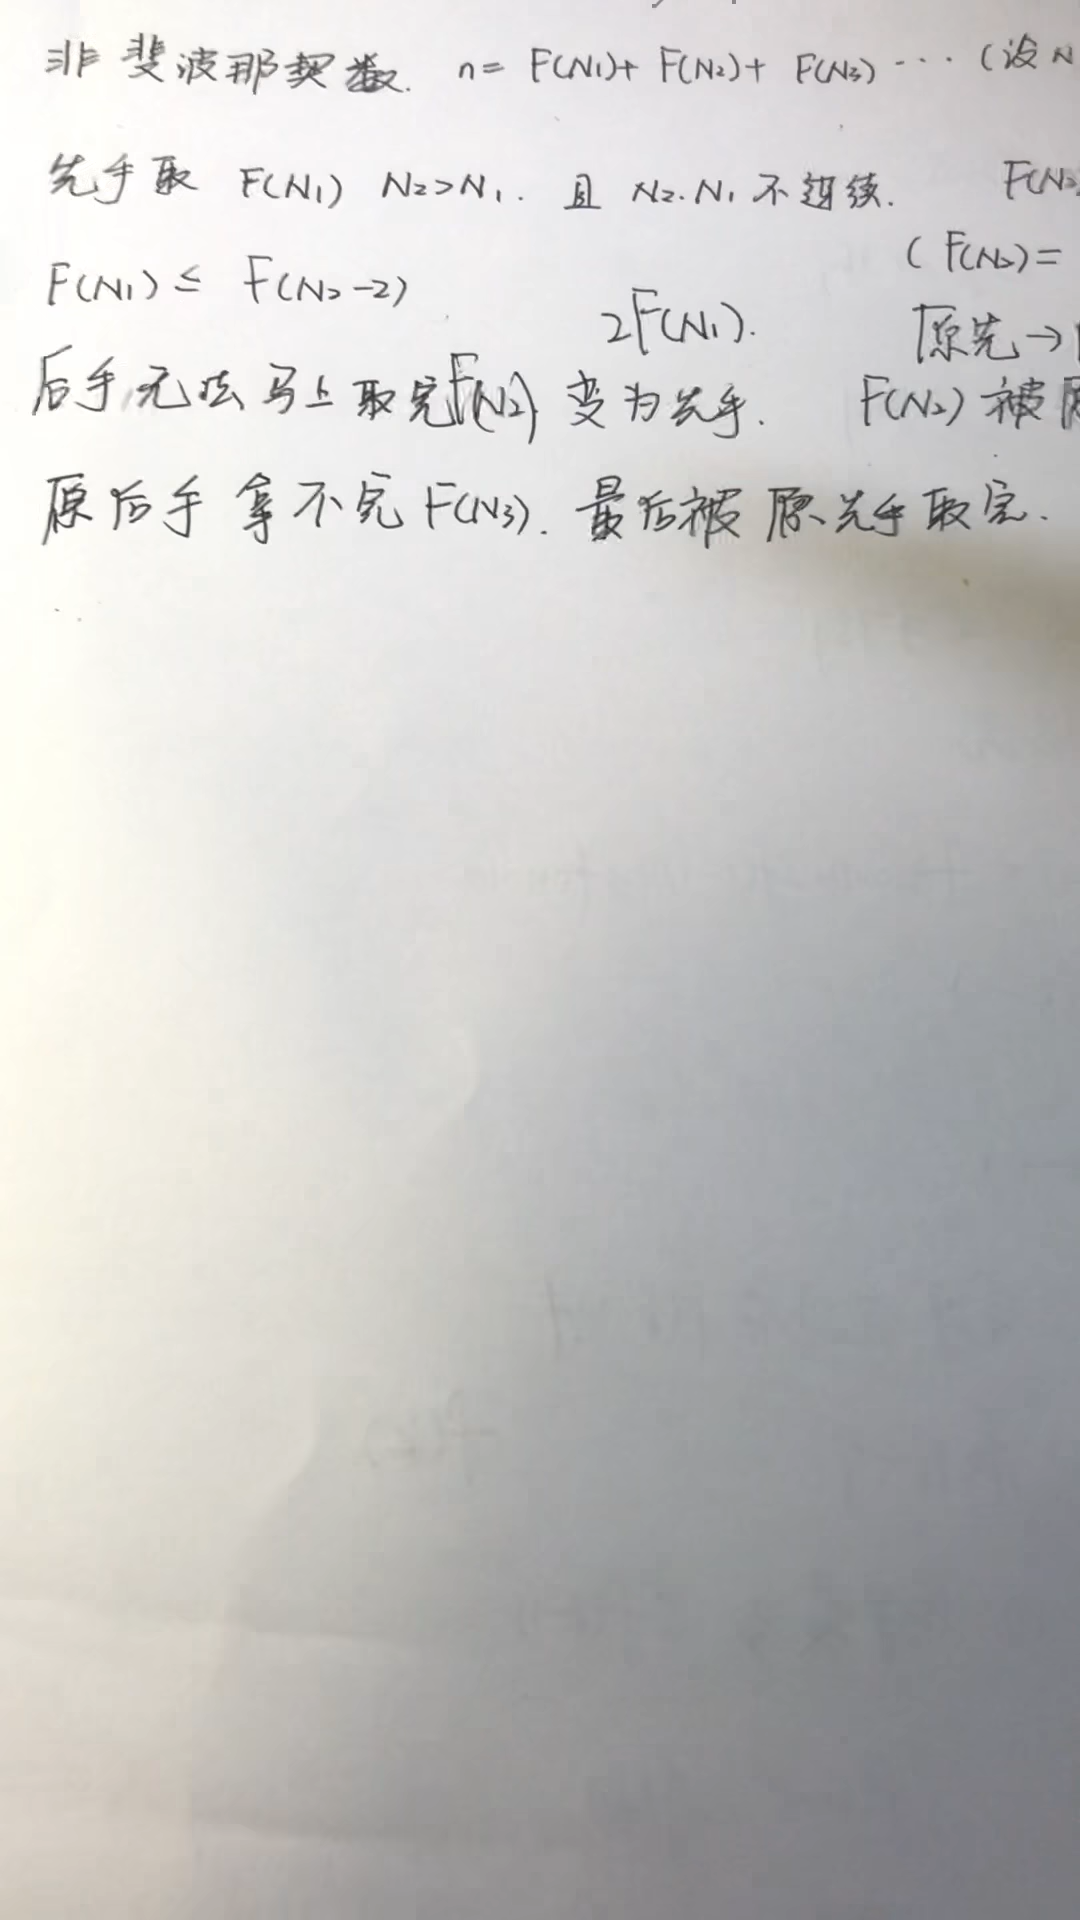 非斐波那契数. n= F(N₁)+ F(N₂)+ F(N₃) ··· (设 N
先手取 F(N₁) N₂>N₁. 且 N₂.N₁ 不连续. F(N₂
F(N₁) ≤ F(N₂-2) 2F(N₁). ( F(N₂)=
后手无法马上取完F(N₂) 变为先手. 原先→
F(N₂) 被
原后手拿不完 F(N₃). 最后被原先手取完.